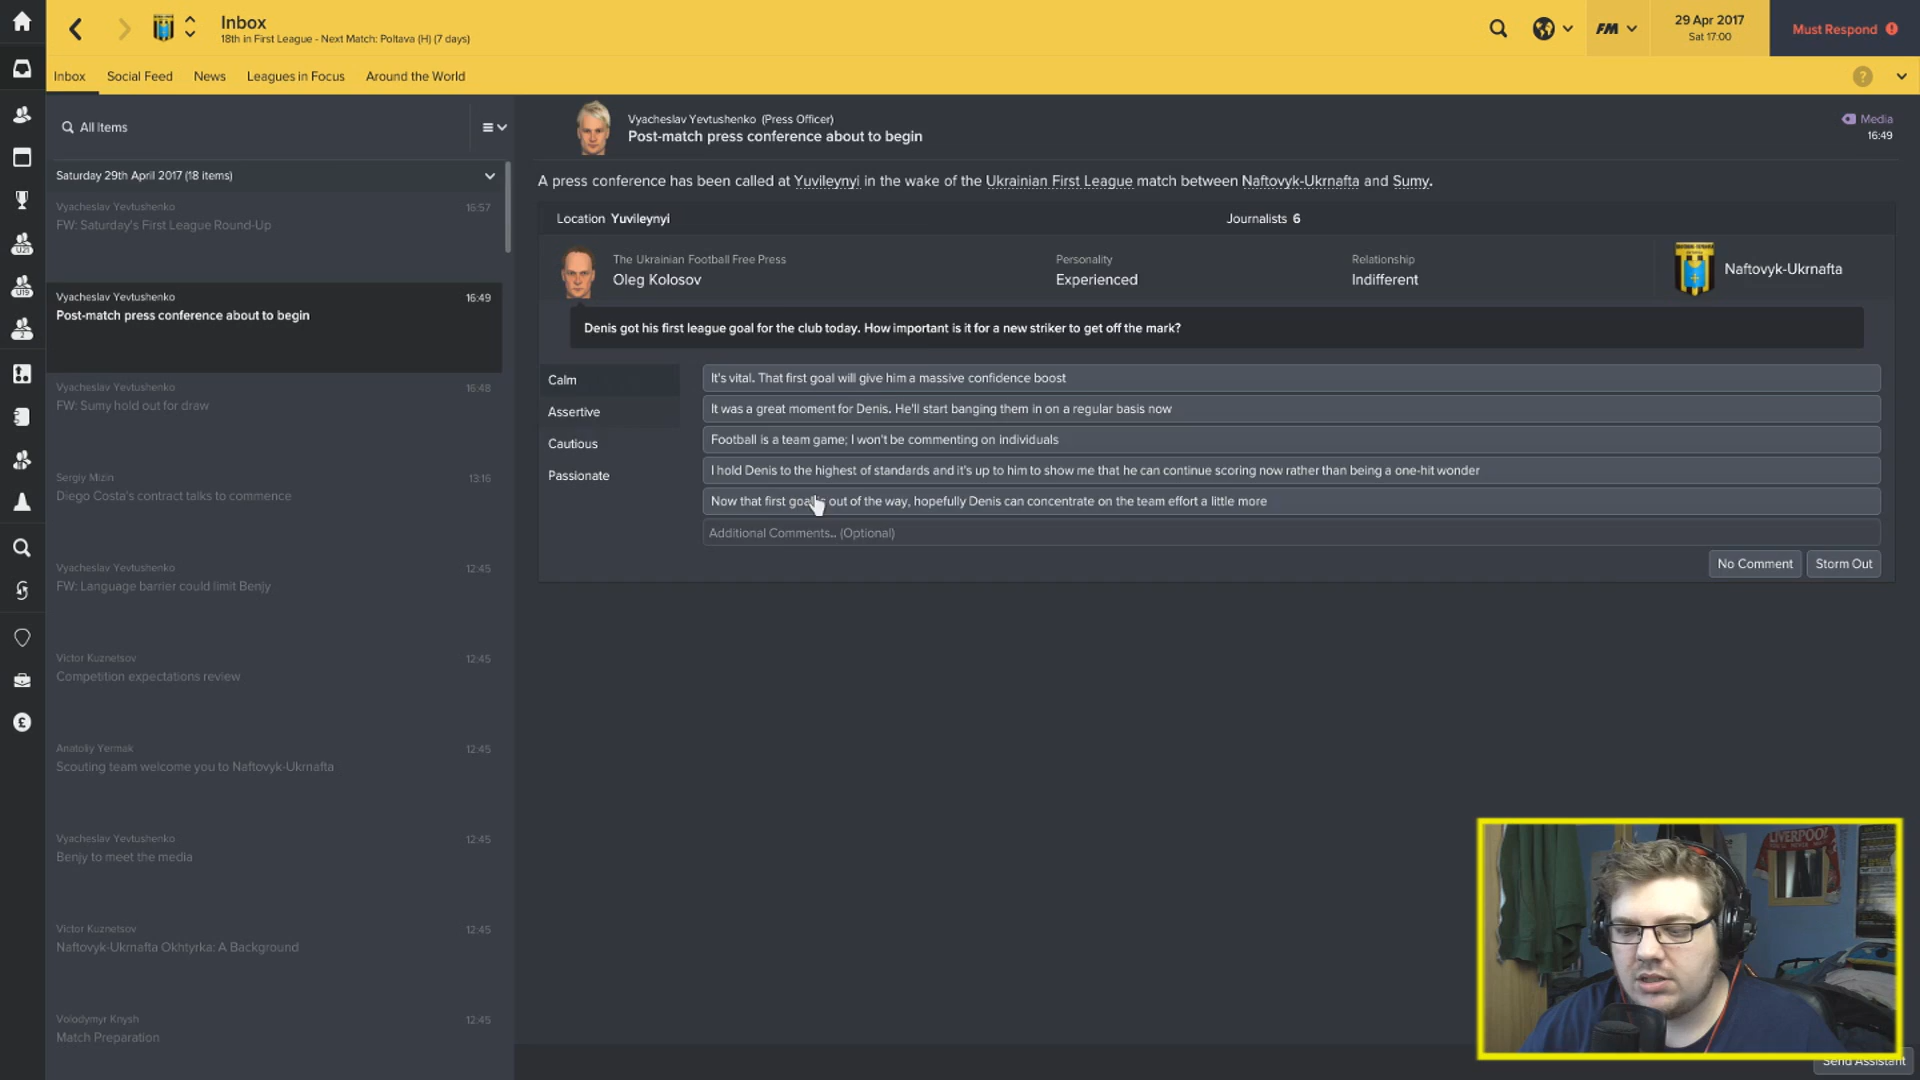 Inbox
18th in First League - Next Match: Poltava (H) (7 days)
FM
29 Apr 2017
Sat 17:00
Must Respond
Inbox
Social Feed
News
Leagues in Focus
Around the World
?
All Items
Saturday 29th April 2017 (18 items)
Vyacheslav Yevtushenko
16:57
FW: Saturday's First League Round-Up
Vyacheslav Yevtushenko
16:49
Post-match press conference about to begin
Vyacheslav Yevtushenko
16:48
FW: Sumy hold out for draw
Sergiy Mizin
13:16
Diego Costa's contract talks to commence
Vyacheslav Yevtushenko
12:45
FW: Language barrier could limit Benjy
Victor Kuznetsov
12:45
Competition expectations review
Anatoliy Yermak
12:45
Scouting team welcome you to Naftovyk-Ukrnafta
Vyacheslav Yevtushenko
12:45
Benjy to meet the media
Victor Kuznetsov
12:45
Naftovyk-Ukrnafta Okhtyrka: A Background
Volodymyr Knysh
12:45
Match Preparation
U21
U19
2
£
Vyacheslav Yevtushenko (Press Officer)
Post-match press conference about to begin
Media
16:49
A press conference has been called at Yuvileynyi in the wake of the Ukrainian First League match between Naftovyk-Ukrnafta and Sumy.
Location Yuvileynyi
Journalists 6
The Ukrainian Football Free Press
Oleg Kolosov
Personality
Experienced
Relationship
Indifferent
Naftovyk-Ukrnafta
Denis got his first league goal for the club today. How important is it for a new striker to get off the mark?
Calm
Assertive
Cautious
Passionate
It's vital. That first goal will give him a massive confidence boost
It was a great moment for Denis. He'll start banging them in on a regular basis now
Football is a team game; I won't be commenting on individuals
I hold Denis to the highest of standards and it's up to him to show me that he can continue scoring now rather than being a one-hit wonder
Now that first goal is out of the way, hopefully Denis can concentrate on the team effort a little more
Additional Comments.. (Optional)
No Comment
Storm Out
LIVERPOOL
Send Assistant